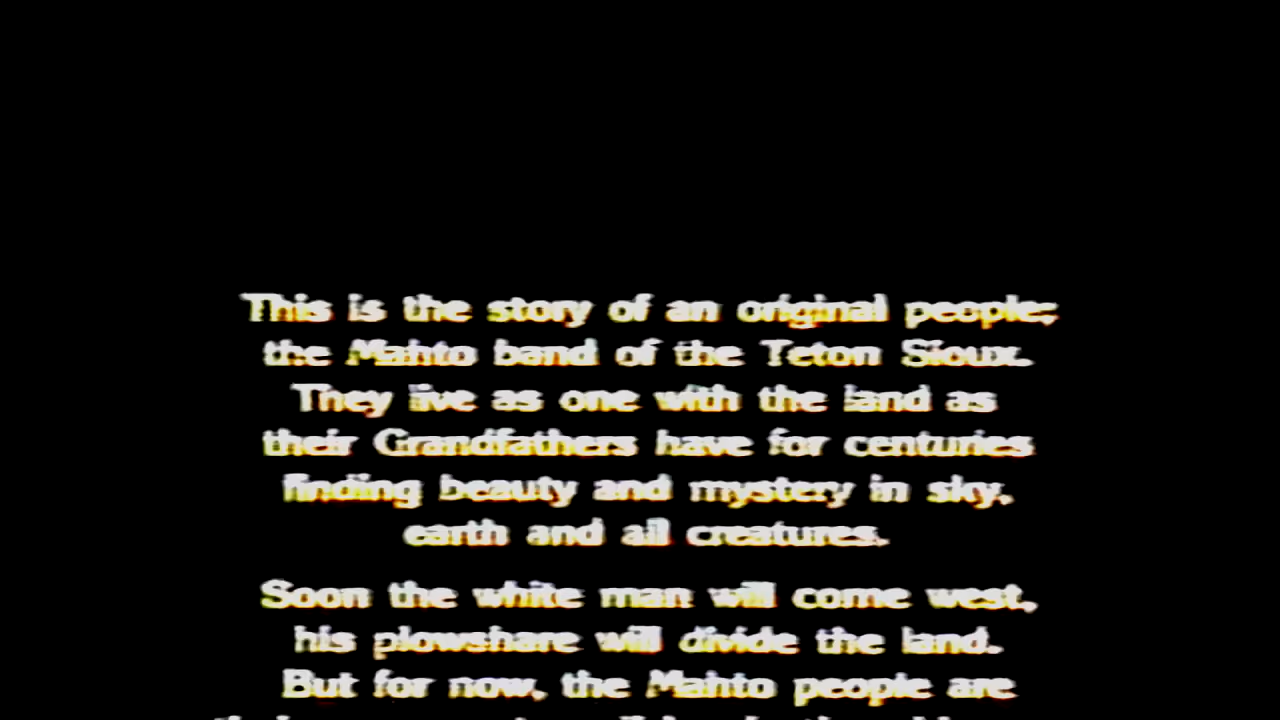 This is the story of an original people;
the Mahto band of the Teton Sioux.
They live as one with the land as
their Grandfathers have for centuries
finding beauty and mystery in sky,
earth and all creatures.
Soon the white man will come west,
his plowshare will divide the land.
But for now, the Mahto people are